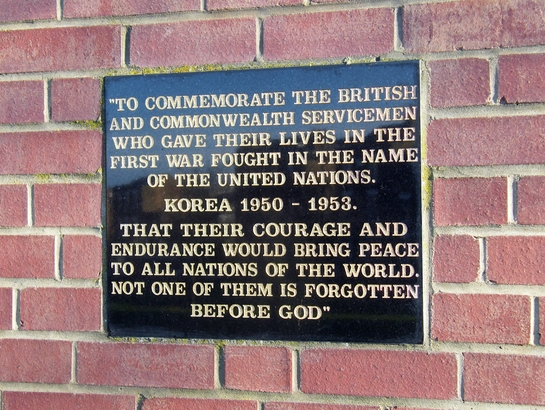 "TO COMMEMORATE THE BRITISH
AND COMMONWEALTH SERVICEMEN
WHO GAVE THEIR LIVES IN THE
FIRST WAR FOUGHT IN THE NAME
OF THE UNITED NATIONS.
KOREA 1950 - 1953.
THAT THEIR COURAGE AND
ENDURANCE WOULD BRING PEACE
TO ALL NATIONS OF THE WORLD.
NOT ONE OF THEM IS FORGOTTEN
BEFORE GOD"